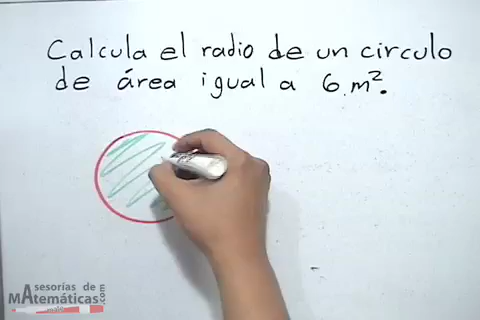 Calcula el radio de un circulo
de área igual a 6 m².
Asesorías de
Matemáticas.com